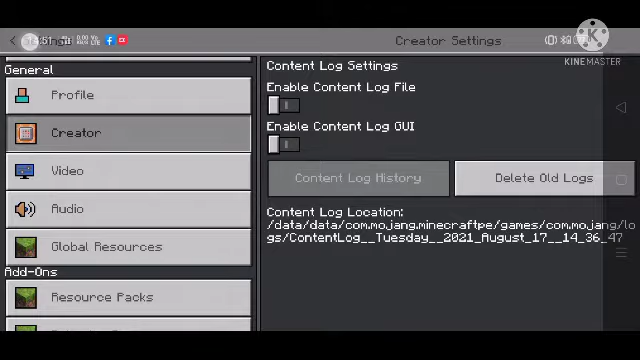 Creator Settings
KINEMASTER
General
Profile
Creator
Video
Audio
Global Resources
Add-Ons
Resource Packs
Content Log Settings
Enable Content Log File
Enable Content Log GUI
Content Log History
Delete Old Logs
Content Log Location:
/data/data/com.mojang.minecraftpe/games/com.mojang/lo
gs/ContentLog__Tuesday__2021_August_17__14_36_47